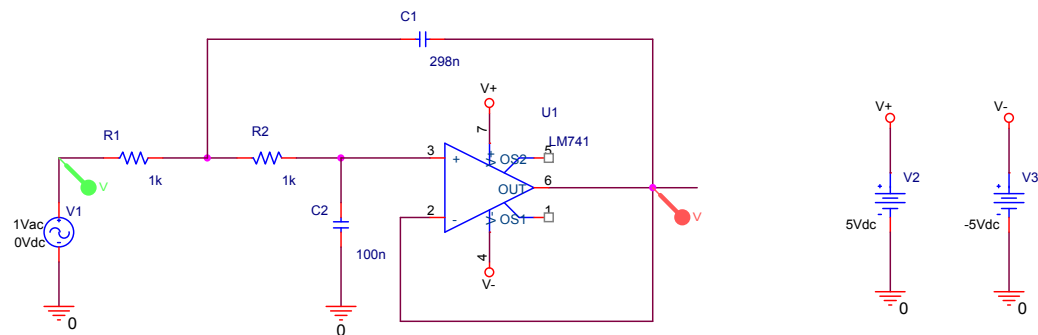 C1
298n
V+
U1
LM741
7
5
V+
OS2
R1
1k
R2
1k
3
+
V
V1
1Vac
0Vdc
+
-
C2
100n
OUT
6
2
-
V-
OS1
1
4
V-
V
0
0
V+
V2
+
-
5Vdc
0
V-
V3
+
-
-5Vdc
0